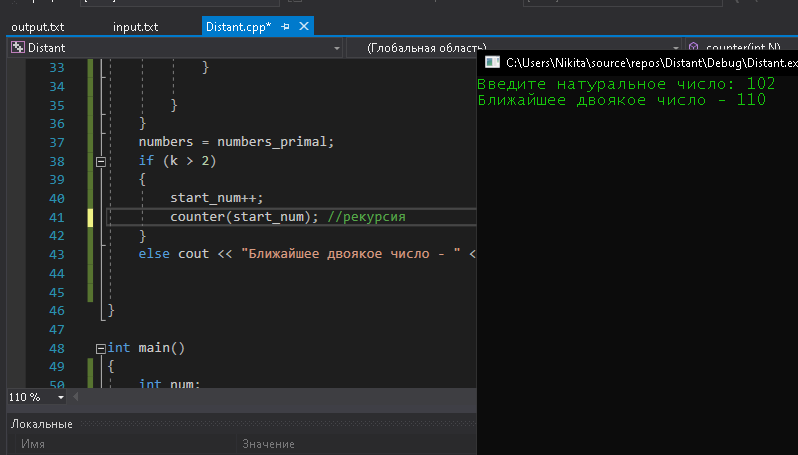 output.txt input.txt Distant.cpp*
Distant (Глобальная область) counter(int N)
33 }
34
35 }
36 }
37 numbers = numbers_primal;
38 if (k > 2)
39 {
40 start_num++;
41 counter(start_num); //рекурсия
42 }
43 else cout << "Ближайшее двоякое число - " <
44
45
46 }
47
48 int main()
49 {
50 int num;
110 %
Локальные
Имя Значение
C:\Users\Nikita\source\repos\Distant\Debug\Distant.ex
Введите натуральное число: 102
Ближайшее двоякое число - 110